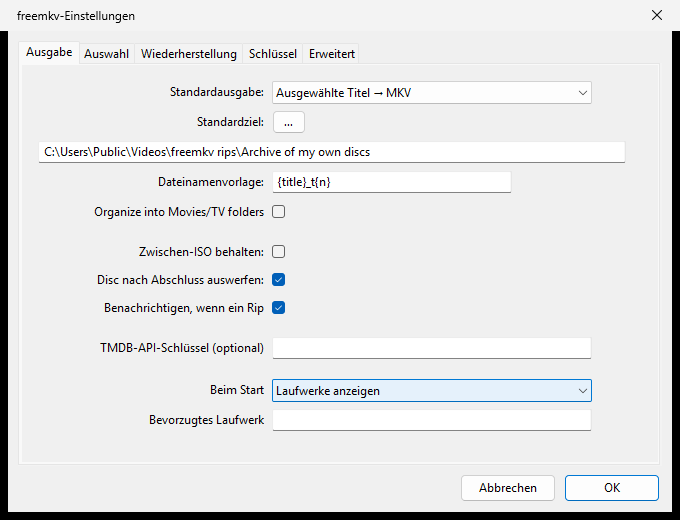 freemkv-Einstellungen
Ausgabe Auswahl Wiederherstellung Schlüssel Erweitert
Standardausgabe: Ausgewählte Titel → MKV
Standardziel: ...
C:\Users\Public\Videos\freemkv rips\Archive of my own discs
Dateinamenvorlage: {title}_t{n}
Organize into Movies/TV folders
Zwischen-ISO behalten:
Disc nach Abschluss auswerfen:
Benachrichtigen, wenn ein Rip
TMDB-API-Schlüssel (optional)
Beim Start Laufwerke anzeigen
Bevorzugtes Laufwerk
Abbrechen OK